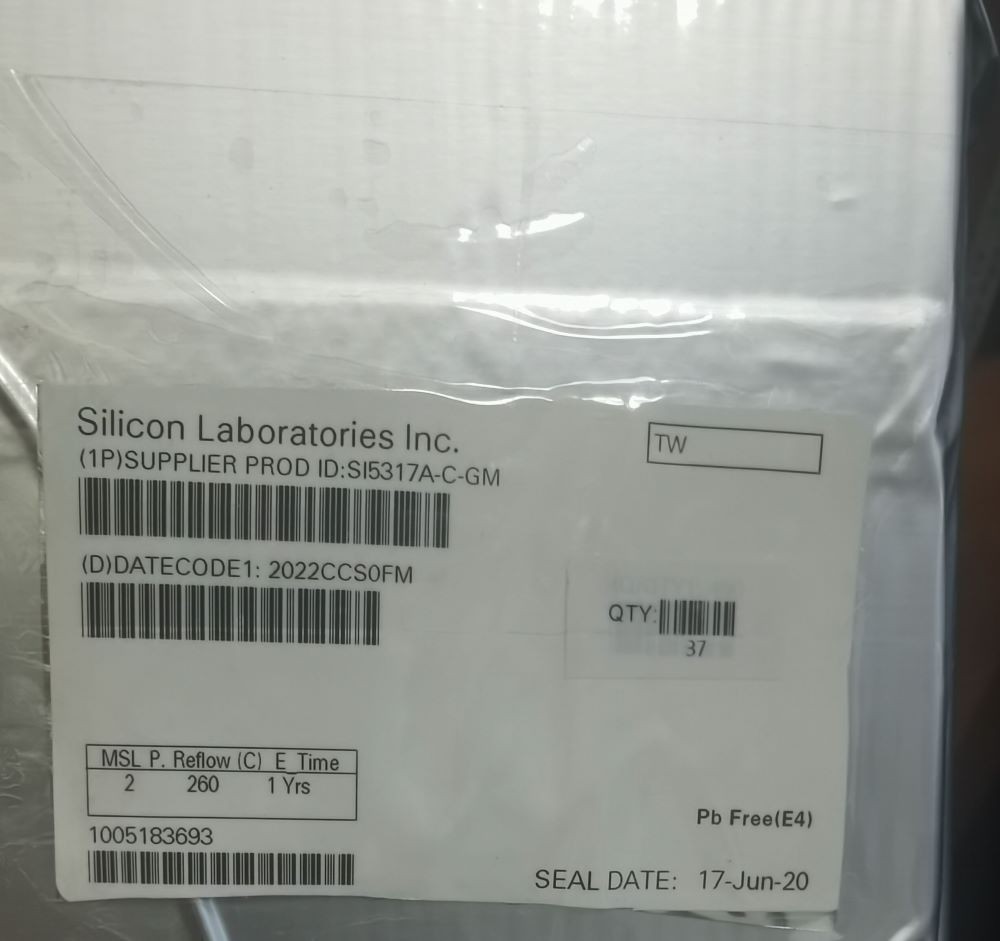 Silicon Laboratories Inc.
TW
(1P)SUPPLIER PROD ID:SI5317A-C-GM
(D)DATECODE1: 2022CCS0FM
QTY:
37
MSL P. Reflow (C) E_Time
2 260 1 Yrs
1005183693
Pb Free(E4)
SEAL DATE: 17-Jun-20